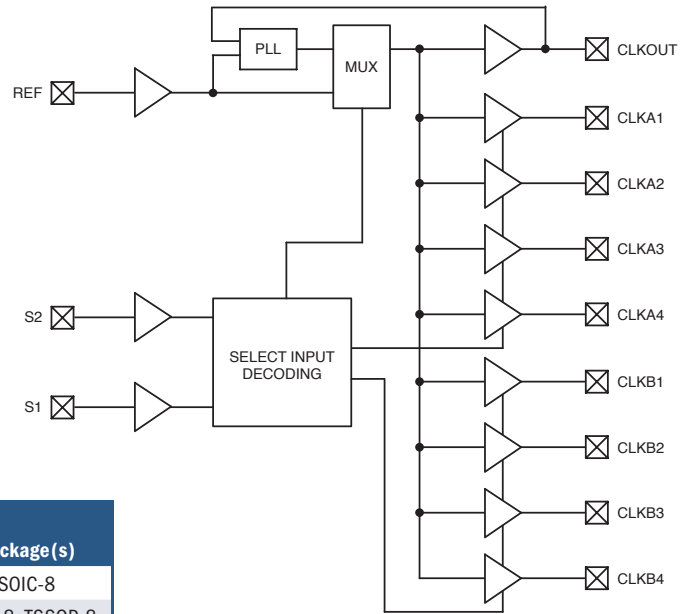 PLL
MUX
CLKOUT
REF
CLKA1
CLKA2
CLKA3
S2
CLKA4
SELECT INPUT
DECODING
CLKB1
S1
CLKB2
CLKB3
CLKB4
ckage(s)
SOIC-8